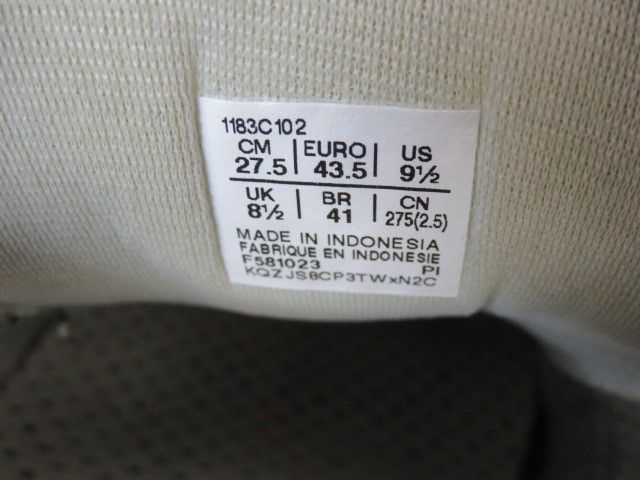 1183C102
CM EURO US
27.5 43.5 9½
UK BR CN
8½ 41 275(2.5)
MADE IN INDONESIA
FABRIQUE EN INDONESIE
F581023 PI
KQZJS8CP3TWxN2C